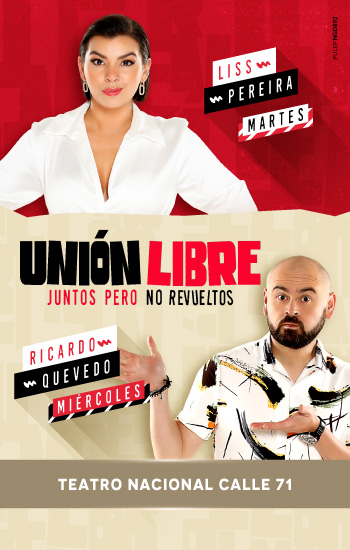 LISS
PEREIRA
MARTES
UNIÓN LIBRE
JUNTOS PERO NO REVUELTOS
RICARDO
QUEVEDO
MIÉRCOLES
TEATRO NACIONAL CALLE 71